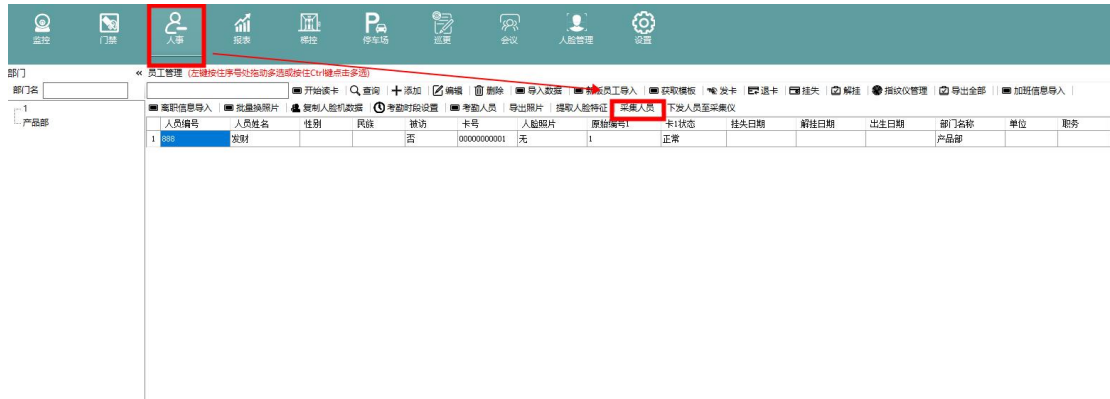 监控 门禁 人事 报表 梯控 停车场 巡更 会议 人脸管理 设置
部门 « 员工管理 (左键按住序号处拖动多选或按住Ctrl键点击多选)
部门名 开始读卡 查询 添加 编辑 删除 导入数据 新版员工导入 获取模板 发卡 退卡 挂失 解挂 指纹仪管理 导出全部 加班信息导入
1 离职信息导入 批量换照片 复制人脸机数据 考勤时段设置 考勤人员 导出照片 提取人脸特征 采集人员 下发人员至采集仪
产品部 人员编号 人员姓名 性别 民族 被访 卡号 人脸照片 原始编号1 卡1状态 挂失日期 解挂日期 出生日期 部门名称 单位 职务
1 888 发财 否 00000000001 无 1 正常 产品部